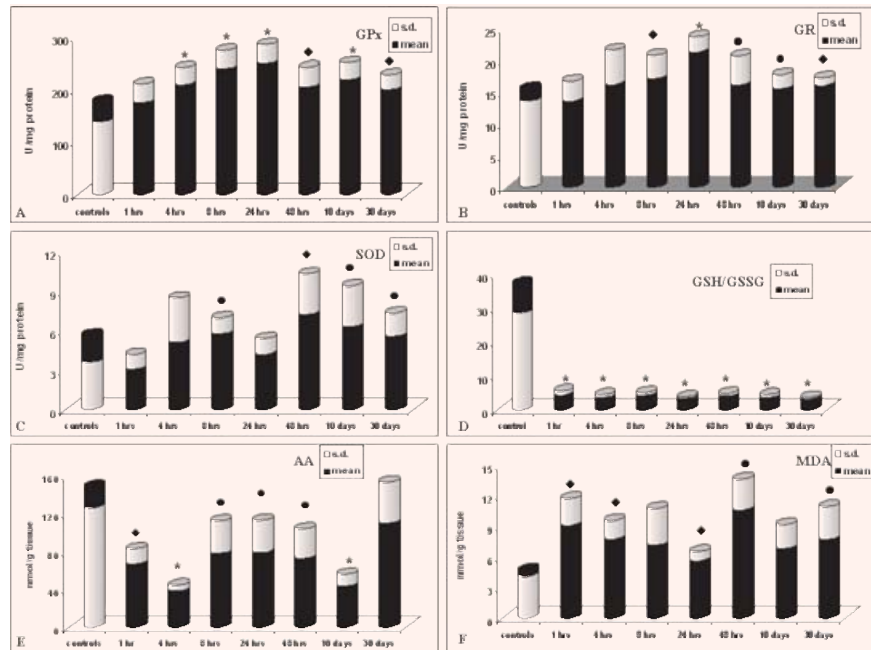 GPx
s.d.
mean
300
200
100
0
U/mg protein
controls 1 hrs 4 hrs 8 hrs 24 hrs 48 hrs 10 days 30 days
A
GR
s.d.
mean
25
20
15
10
5
0
U/mg protein
controls 1hrs 4 hrs 8 hrs 24 hrs 48 hrs 10 days 30 days
B
SOD
s.d.
mean
12
9
6
3
0
U/mg protein
controls 1 hrs 4 hrs 8 hrs 24 hrs 48 hrs 10 days 30 days
C
GSH/GSSG
s.d.
mean
40
30
20
10
0
control 1 hr 4 hrs 8 hrs 24 hrs 48 hrs 10 days 30 days
D
AA
s.d.
mean
160
120
80
40
0
nmol/g tissue
controls 1 hr 4 hrs 8 hrs 24 hrs 48 hrs 10 days 30 days
E
MDA
s.d.
mean
15
12
9
6
3
0
nmol/g tissue
controls 1 hrs 4 hrs 8 hrs 24 hrs 48 hrs 10 days 30 days
F